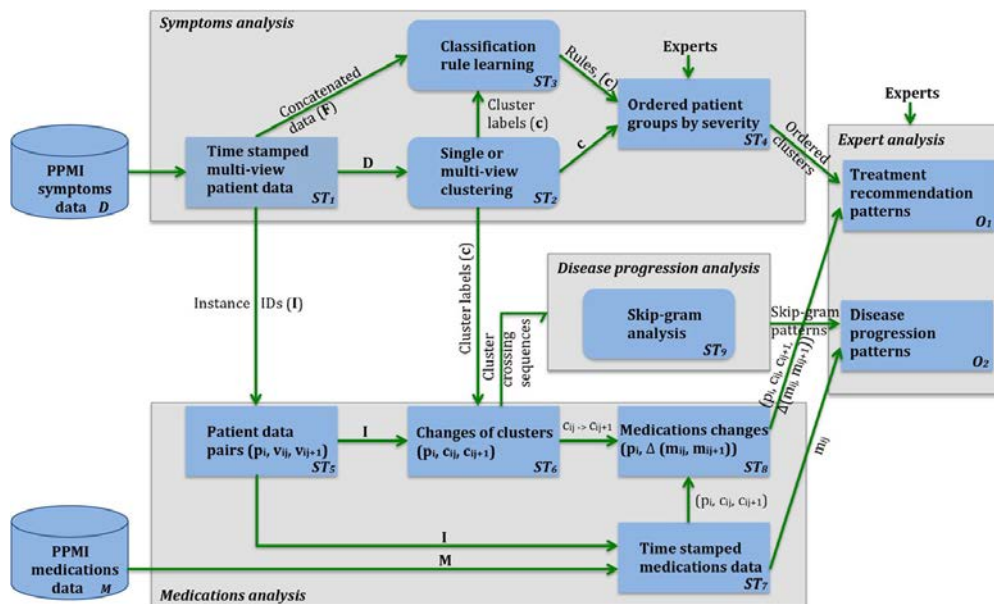 Symptoms analysis
Classification
rule learning
ST₃
Experts
Concatenated
data (F)
Rules, (c)
Cluster
labels (c)
Ordered patient
groups by severity
ST₄
Experts
PPMI
symptoms
data D
Time stamped
multi-view
patient data
ST₁
D
Single or
multi-view
clustering
ST₂
c
Ordered
clusters
Expert analysis
Treatment
recommendation
patterns
O₁
Instance IDs (I)
Cluster labels (c)
Cluster
crossing
sequences
Disease progression analysis
Skip-gram
analysis
ST₉
Skip-gram
patterns
Disease
progression
patterns
O₂
(pᵢ, cᵢⱼ, cᵢⱼ₊₁,
Δ(mᵢⱼ, mᵢⱼ₊₁))
mᵢⱼ
Patient data
pairs (pᵢ, vᵢⱼ, vᵢⱼ₊₁)
ST₅
I
Changes of clusters
(pᵢ, cᵢⱼ, cᵢⱼ₊₁)
ST₆
cᵢⱼ -> cᵢⱼ₊₁
Medications changes
(pᵢ, Δ (mᵢⱼ, mᵢⱼ₊₁))
ST₈
(pᵢ, cᵢⱼ, cᵢⱼ₊₁)
I
PPMI
medications
data M
M
Time stamped
medications data
ST₇
Medications analysis